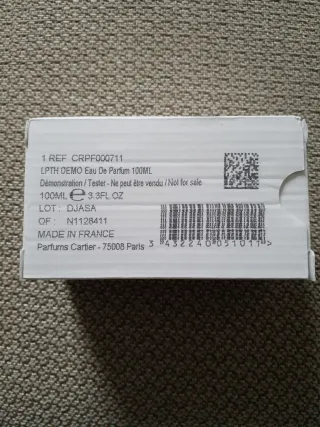 1 REF CRPF000711
LPTH DEMO Eau De Parfum 100ML
Démonstration / Tester - Ne peut être vendu / Not for sale
100ML e 3.3FL OZ
LOT : DJASA
OF : N1128411
MADE IN FRANCE
Parfums Cartier - 75008 Paris
3 432240 051011 >